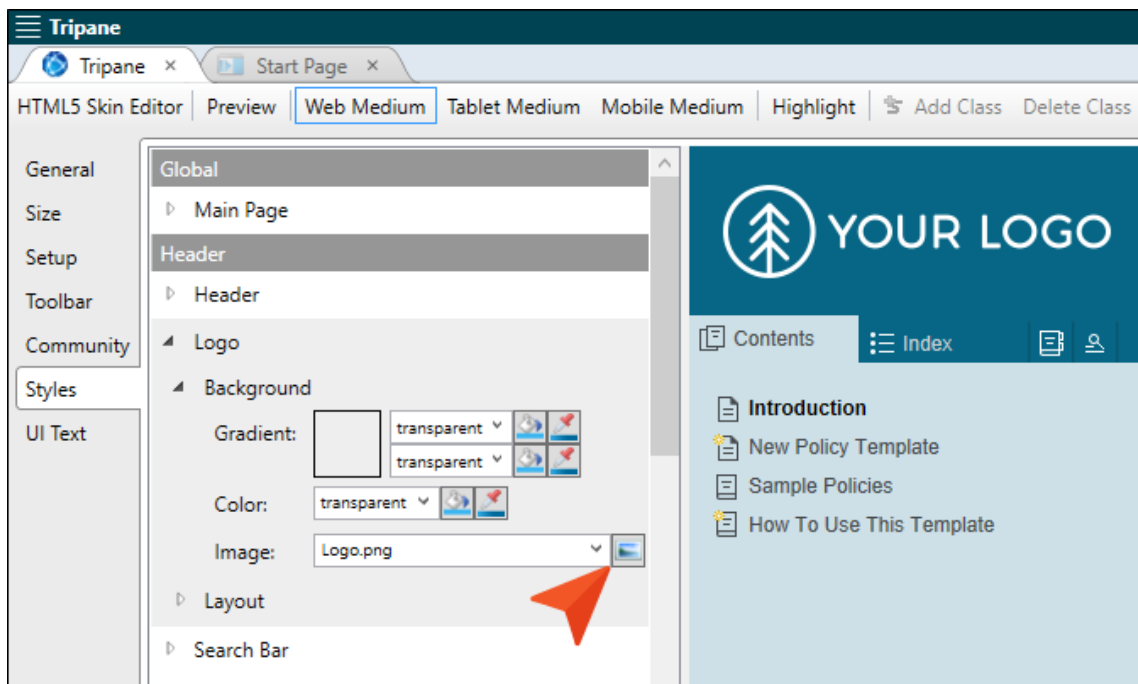 Tripane
Tripane × Start Page ×
HTML5 Skin Editor Preview Web Medium Tablet Medium Mobile Medium Highlight Add Class Delete Class
General
Size
Setup
Toolbar
Community
Styles
UI Text
Global
Main Page
Header
Header
Logo
Background
Gradient: transparent
transparent
Color: transparent
Image: Logo.png
Layout
Search Bar
YOUR LOGO
Contents Index
Introduction
New Policy Template
Sample Policies
How To Use This Template